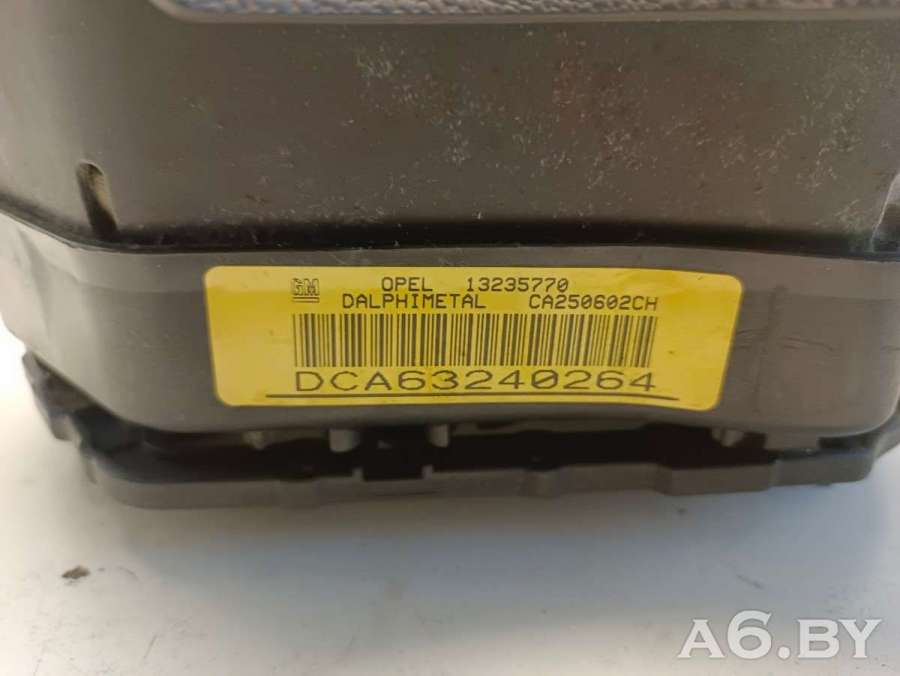 GM OPEL 13235770
DALPHIMETAL CA250602CH
DCA63240264
A6.BY